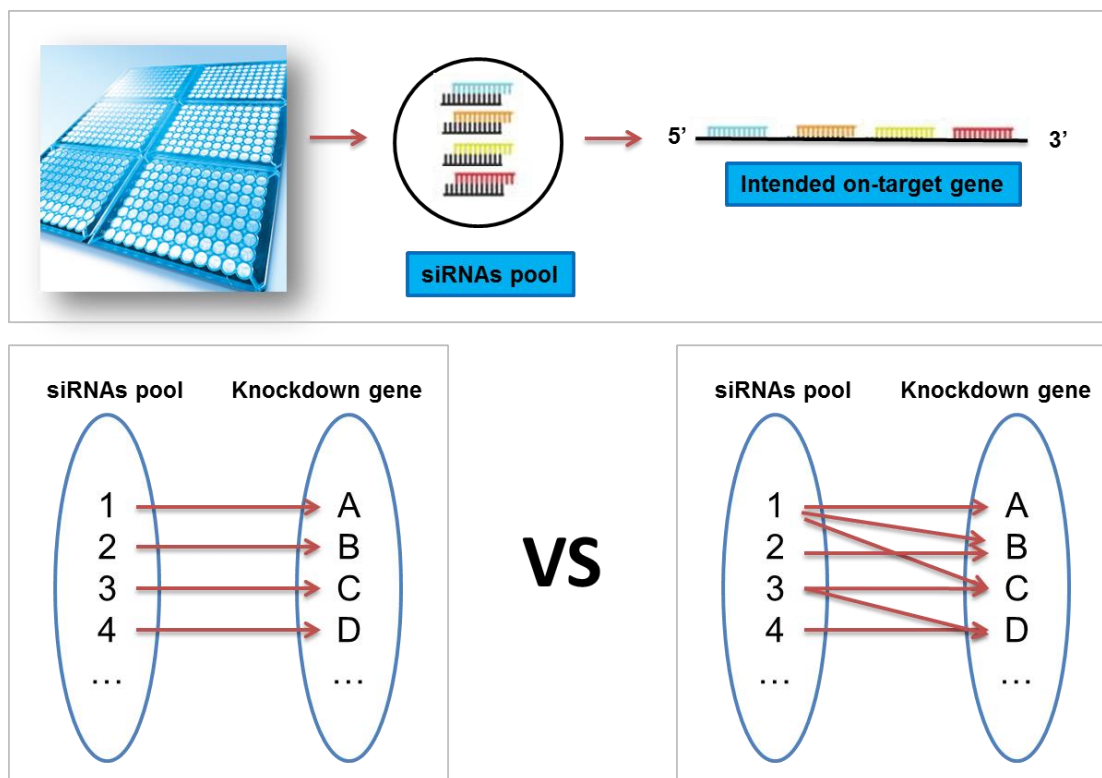 5’
3’
Intended on-target gene
siRNAs pool
siRNAs pool Knockdown gene
1 A
2 B
3 C
4 D
... ...
VS
siRNAs pool Knockdown gene
1 A
2 B
3 C
4 D
... ...